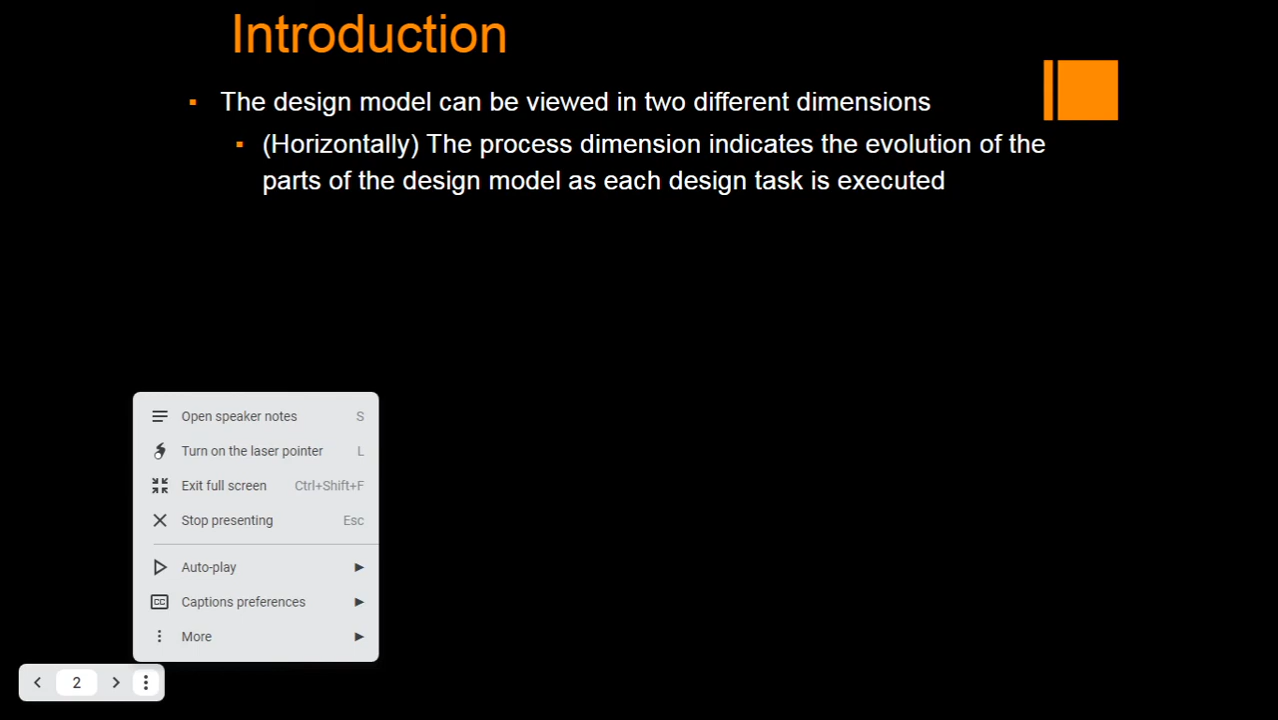 Introduction
▪ The design model can be viewed in two different dimensions
▪ (Horizontally) The process dimension indicates the evolution of the
parts of the design model as each design task is executed
Open speaker notes S
Turn on the laser pointer L
Exit full screen Ctrl+Shift+F
Stop presenting Esc
Auto-play ▶
CC Captions preferences ▶
More ▶
2